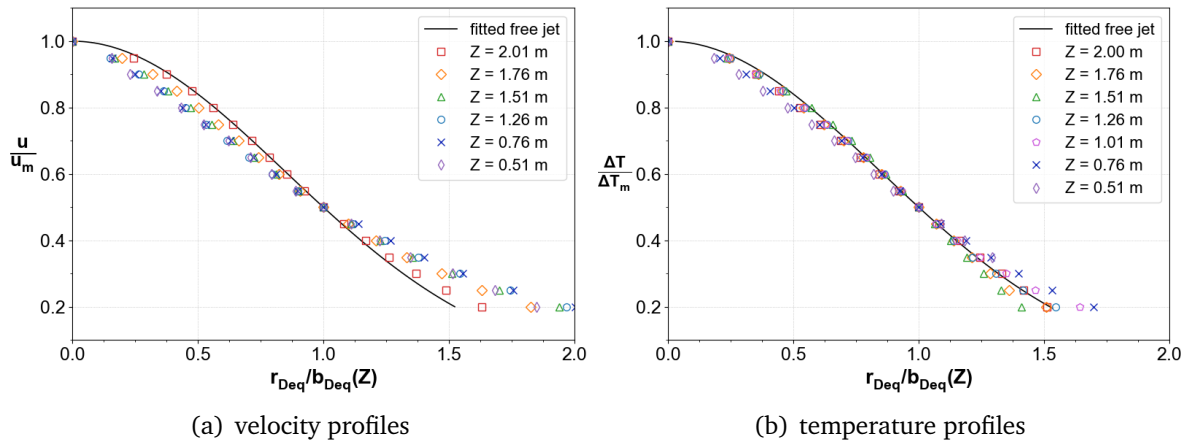 fitted free jet
Z = 2.01 m
Z = 1.76 m
Z = 1.51 m
Z = 1.26 m
Z = 0.76 m
Z = 0.51 m
1.0
0.8
0.6
0.4
0.2
u
u_m
0.0 0.5 1.0 1.5 2.0
r_Deq/b_Deq(Z)
(a) velocity profiles
fitted free jet
Z = 2.00 m
Z = 1.76 m
Z = 1.51 m
Z = 1.26 m
Z = 1.01 m
Z = 0.76 m
Z = 0.51 m
1.0
0.8
0.6
0.4
0.2
ΔT
ΔT_m
0.0 0.5 1.0 1.5 2.0
r_Deq/b_Deq(Z)
(b) temperature profiles